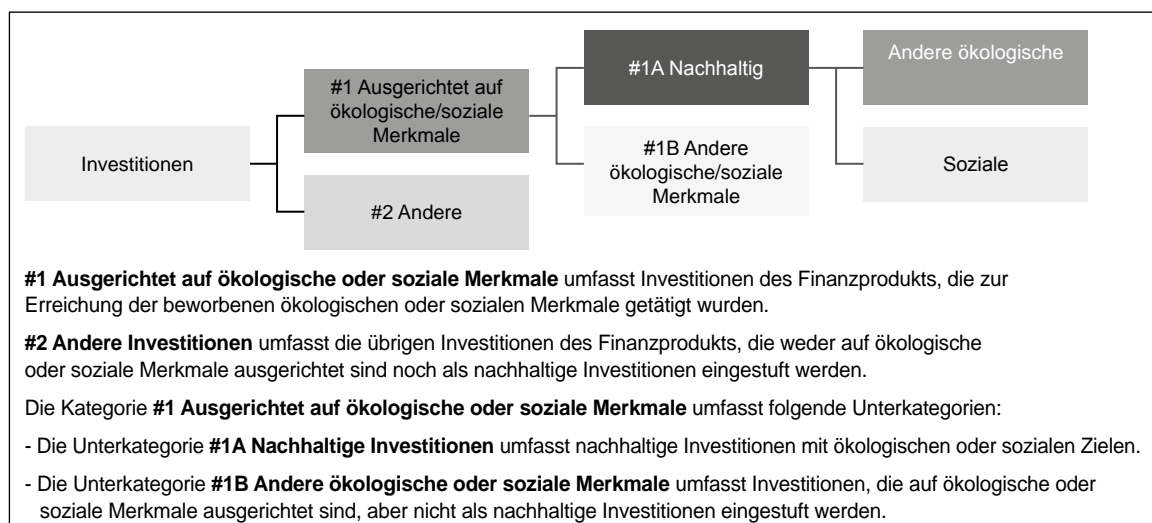 Investitionen
#1 Ausgerichtet auf
ökologische/soziale
Merkmale
#2 Andere
#1A Nachhaltig
#1B Andere
ökologische/soziale
Merkmale
Andere ökologische
Soziale
#1 Ausgerichtet auf ökologische oder soziale Merkmale umfasst Investitionen des Finanzprodukts, die zur
Erreichung der beworbenen ökologischen oder sozialen Merkmale getätigt wurden.
#2 Andere Investitionen umfasst die übrigen Investitionen des Finanzprodukts, die weder auf ökologische
oder soziale Merkmale ausgerichtet sind noch als nachhaltige Investitionen eingestuft werden.
Die Kategorie #1 Ausgerichtet auf ökologische oder soziale Merkmale umfasst folgende Unterkategorien:
- Die Unterkategorie #1A Nachhaltige Investitionen umfasst nachhaltige Investitionen mit ökologischen oder sozialen Zielen.
- Die Unterkategorie #1B Andere ökologische oder soziale Merkmale umfasst Investitionen, die auf ökologische oder
soziale Merkmale ausgerichtet sind, aber nicht als nachhaltige Investitionen eingestuft werden.